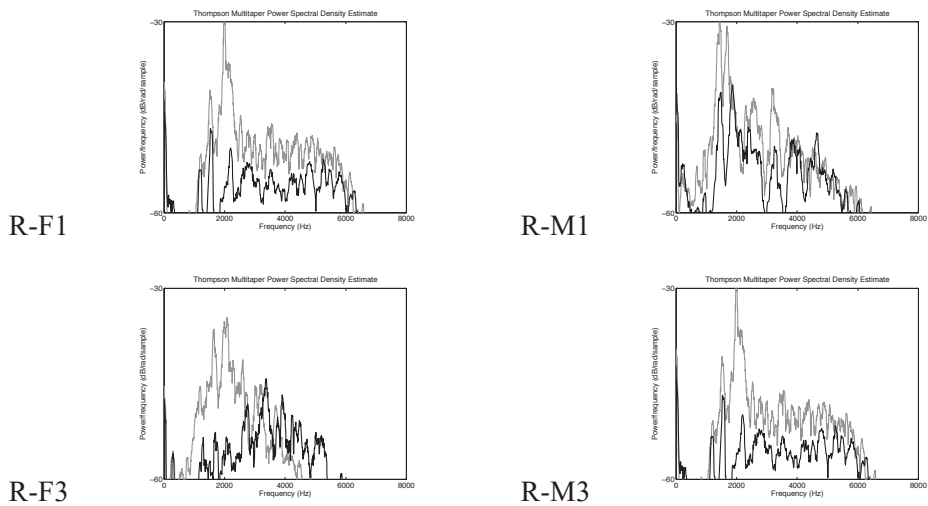 Thompson Multitaper Power Spectral Density Estimate
−30
Power/frequency (dB/rad/sample)
−60
0 2000 4000 6000 8000
Frequency (Hz)
R-F1
Thompson Multitaper Power Spectral Density Estimate
−30
Power/frequency (dB/rad/sample)
−60
0 2000 4000 6000 8000
Frequency (Hz)
R-M1
Thompson Multitaper Power Spectral Density Estimate
−30
Power/frequency (dB/rad/sample)
−60
0 2000 4000 6000 8000
Frequency (Hz)
R-F3
Thompson Multitaper Power Spectral Density Estimate
−30
Power/frequency (dB/rad/sample)
−60
0 2000 4000 6000 8000
Frequency (Hz)
R-M3